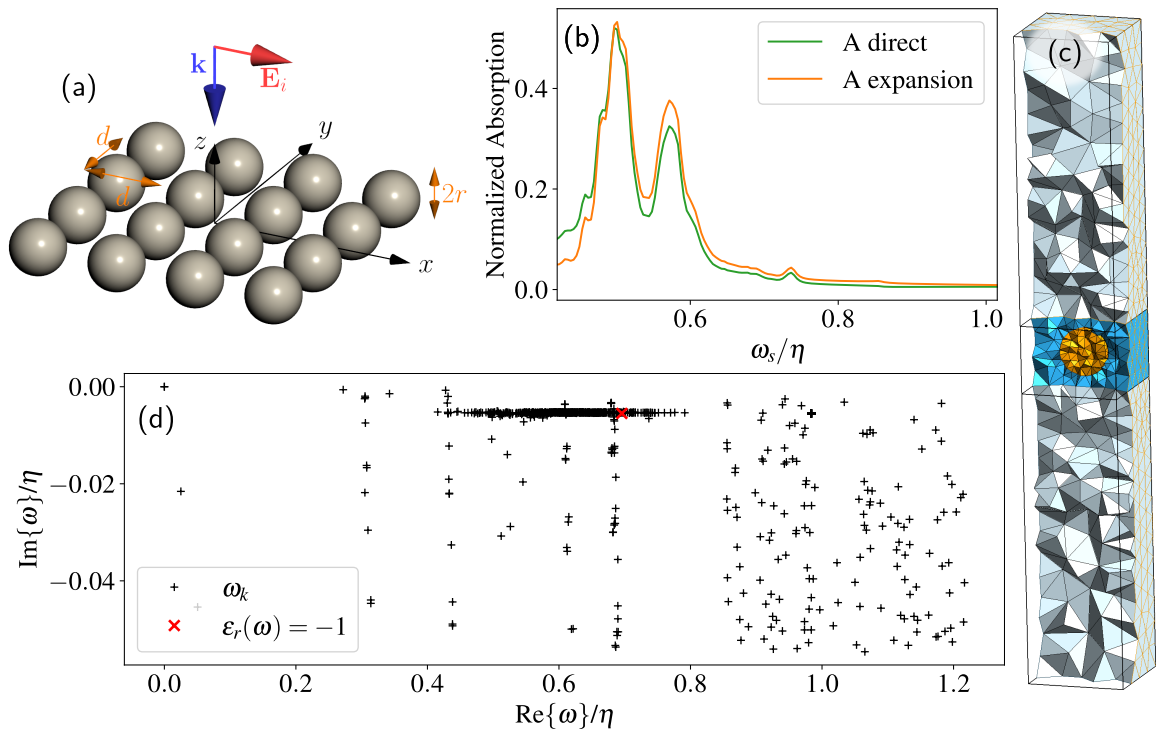 (a)
k
E_i
d
d
z
y
x
2r
(b)
A direct
A expansion
Normalized Absorption
0.4
0.2
0.0
0.6
0.8
1.0
ω_s/η
(c)
(d)
Im{ω}/η
0.00
−0.02
−0.04
ω_k
ε_r(ω) = −1
0.0
0.2
0.4
0.6
0.8
1.0
1.2
Re{ω}/η